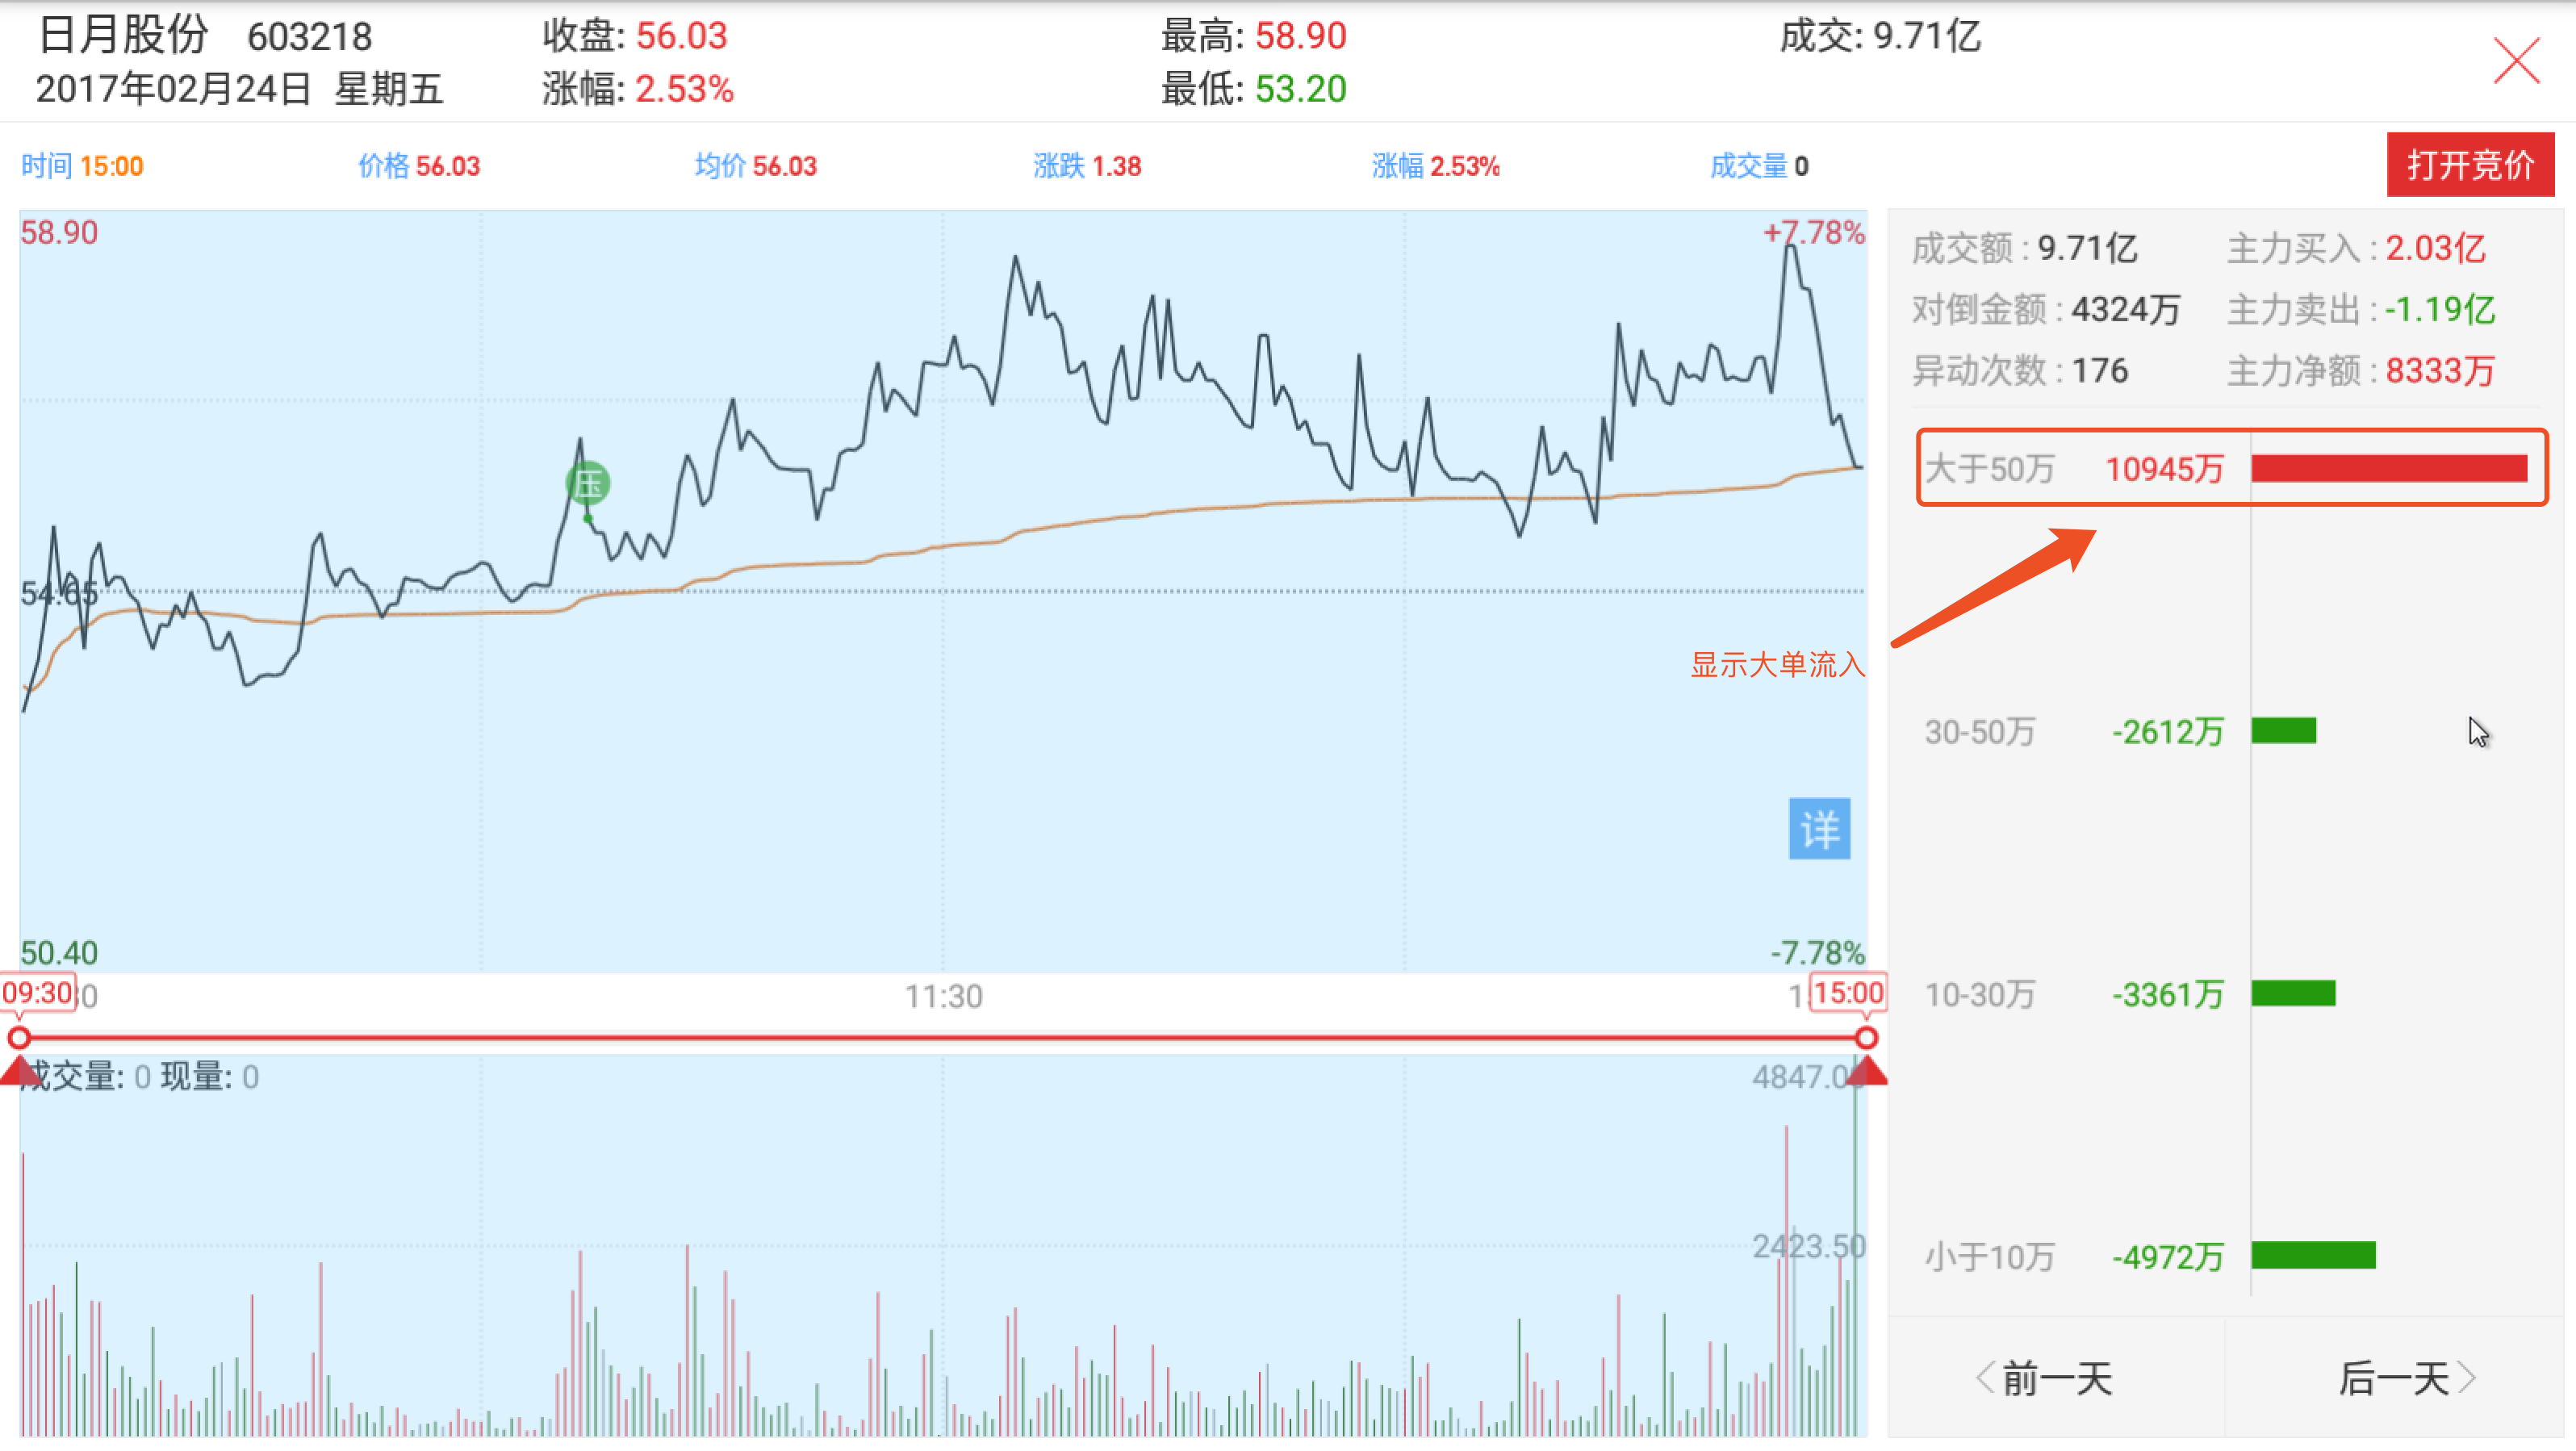 日月股份 603218 收盘: 56.03 最高: 58.90 成交: 9.71亿
2017年02月24日 星期五 涨幅: 2.53% 最低: 53.20
时间 15:00 价格 56.03 均价 56.03 涨跌 1.38 涨幅 2.53% 成交量 0 打开竞价
58.90 +7.78%
成交额 : 9.71亿 主力买入 : 2.03亿
对倒金额 : 4324万 主力卖出 : -1.19亿
异动次数 : 176 主力净额 : 8333万
大于50万 10945万
压
54.65
显示大单流入
30-50万 -2612万
详
50.40 -7.78%
10-30万 -3361万
09:30 11:30 15:00
成交量: 0 现量: 0 4847.0
2423.50
小于10万 -4972万
前一天 后一天